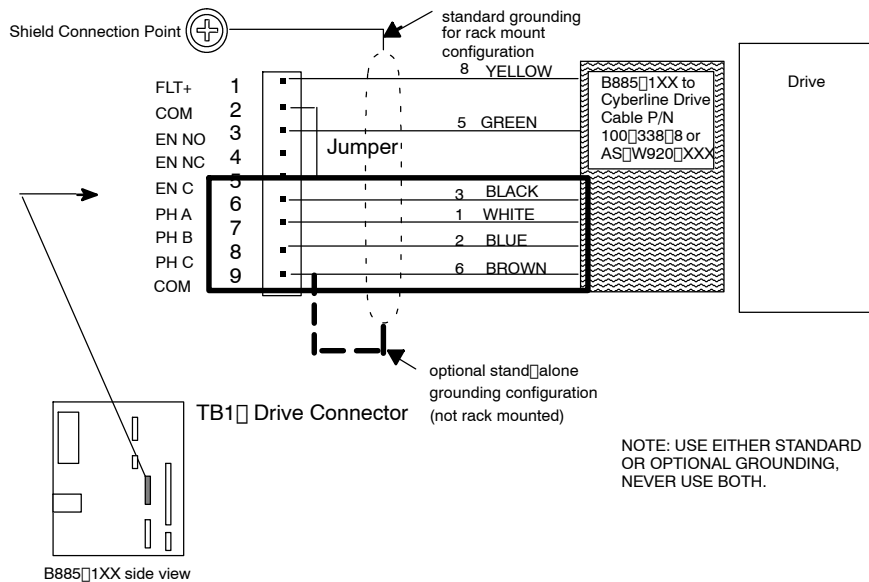 Shield Connection Point
standard grounding
for rack mount
configuration
FLT+ 1 8 YELLOW
COM 2
EN NO 3 5 GREEN
EN NC 4 Jumper
EN C 5
PH A 6 3 BLACK
PH B 7 1 WHITE
PH C 8 2 BLUE
COM 9 6 BROWN
B885▯1XX to
Cyberline Drive
Cable P/N
100▯338▯8 or
AS▯W920▯XXX
Drive
optional stand▯alone
grounding configuration
(not rack mounted)
TB1▯ Drive Connector
NOTE: USE EITHER STANDARD
OR OPTIONAL GROUNDING,
NEVER USE BOTH.
B885▯1XX side view